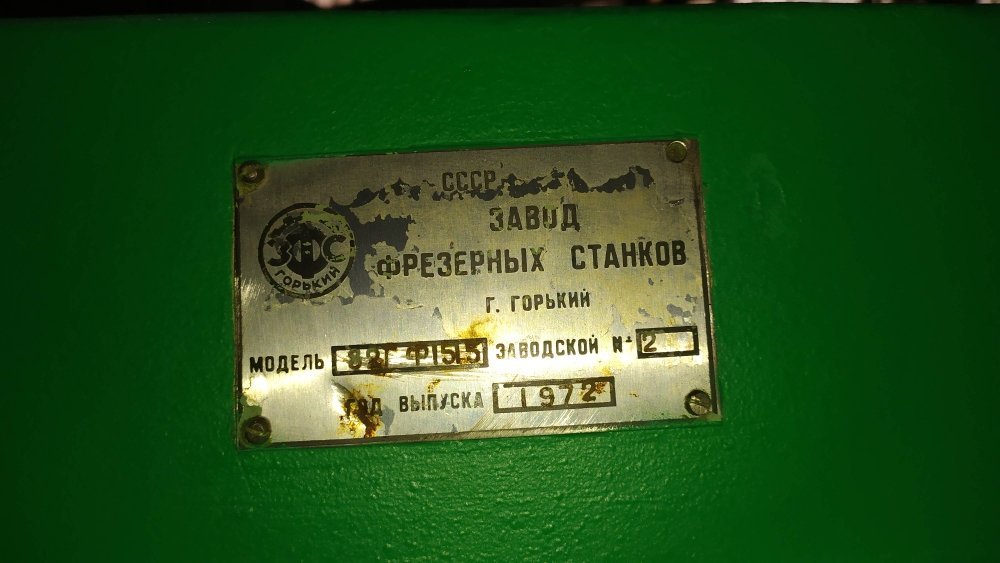 СССР
ЗАВОД
ФРЕЗЕРНЫХ СТАНКОВ
ЗФС
ГОРЬКИЙ
Г. ГОРЬКИЙ
МОДЕЛЬ ЗАВОДСКОЙ № 2
ГОД ВЫПУСКА 1972